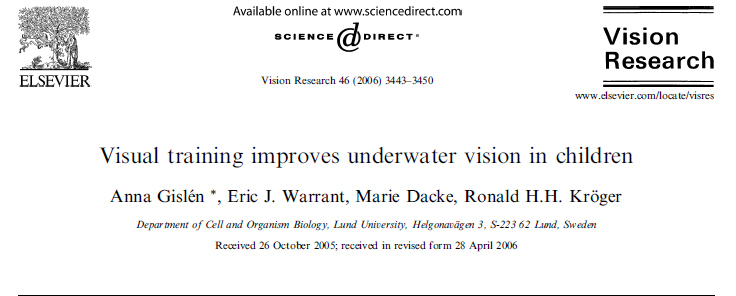 Available online at www.sciencedirect.com
SCIENCE DIRECT®
ELSEVIER
Vision
Research
Vision Research 46 (2006) 3443–3450
www.elsevier.com/locate/visres
Visual training improves underwater vision in children
Anna Gislén *, Eric J. Warrant, Marie Dacke, Ronald H.H. Kröger
Department of Cell and Organism Biology, Lund University, Helgonavägen 3, S-223 62 Lund, Sweden
Received 26 October 2005; received in revised form 28 April 2006